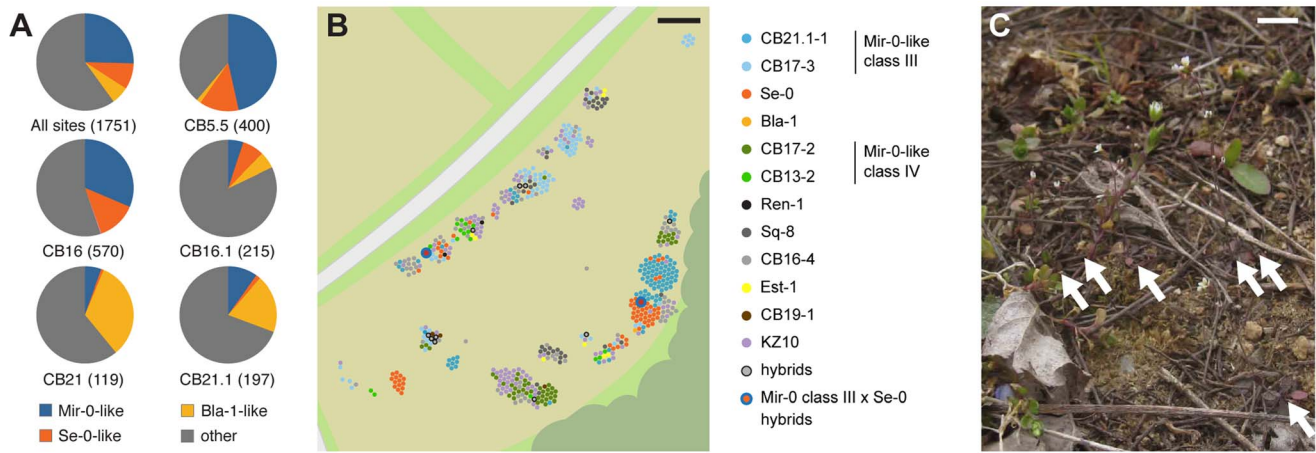 A
All sites (1751)
CB5.5 (400)
CB16 (570)
CB16.1 (215)
CB21 (119)
CB21.1 (197)
Mir-0-like
Bla-1-like
Se-0-like
other
B
CB21.1-1
CB17-3
Mir-0-like
class III
Se-0
Bla-1
CB17-2
CB13-2
Mir-0-like
class IV
Ren-1
Sq-8
CB16-4
Est-1
CB19-1
KZ10
hybrids
Mir-0 class III x Se-0
hybrids
C